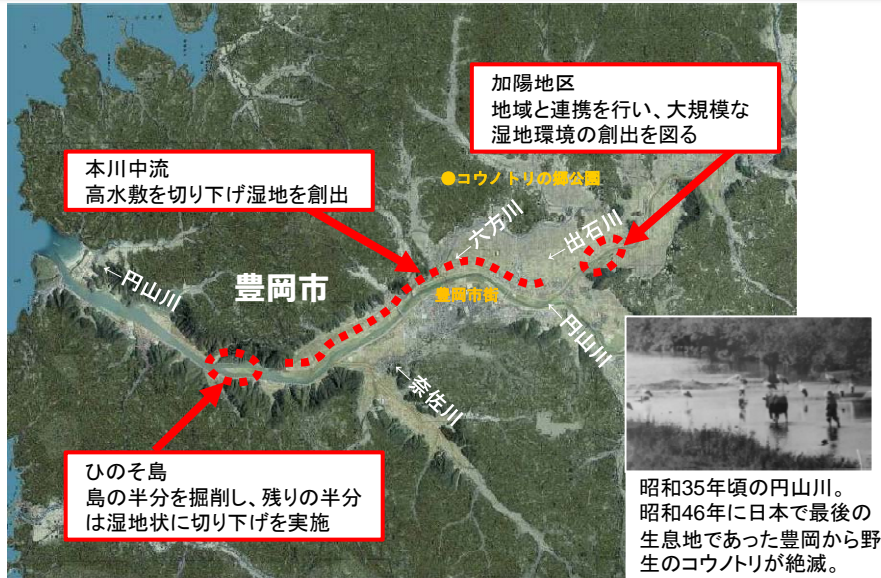 加陽地区
地域と連携を行い、大規模な
湿地環境の創出を図る
本川中流
高水敷を切り下げ湿地を創出
●コウノトリの郷公園
←六方川
←出石川
←円山川
豊岡市
豊岡市街
←円山川
←奈佐川
ひのそ島
島の半分を掘削し、残りの半分
は湿地状に切り下げを実施
昭和35年頃の円山川。
昭和46年に日本で最後の
生息地であった豊岡から野
生のコウノトリが絶滅。